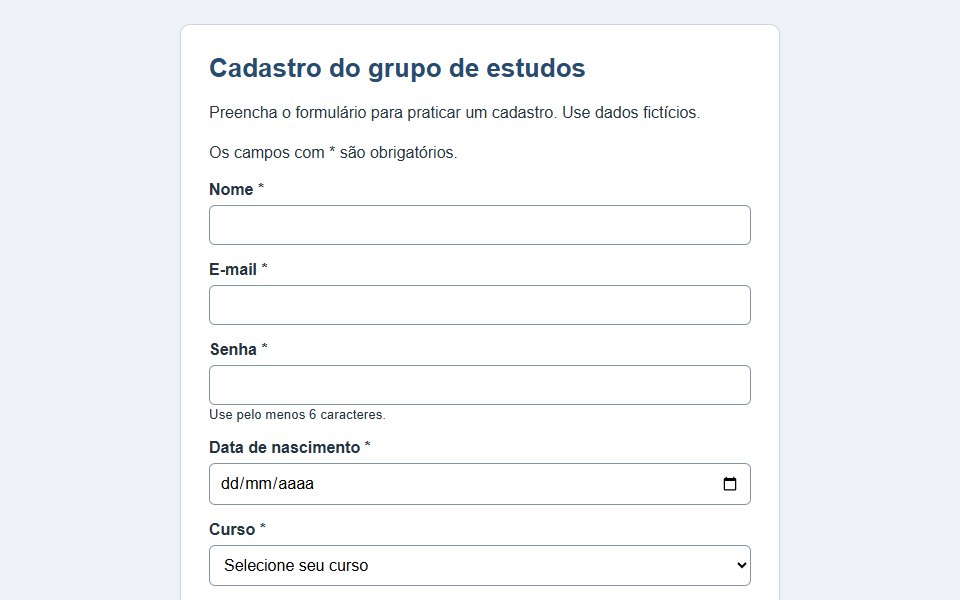 Cadastro do grupo de estudos
Preencha o formulário para praticar um cadastro. Use dados fictícios.
Os campos com * são obrigatórios.
Nome *
E-mail *
Senha *
Use pelo menos 6 caracteres.
Data de nascimento *
dd/mm/aaaa
Curso *
Selecione seu curso